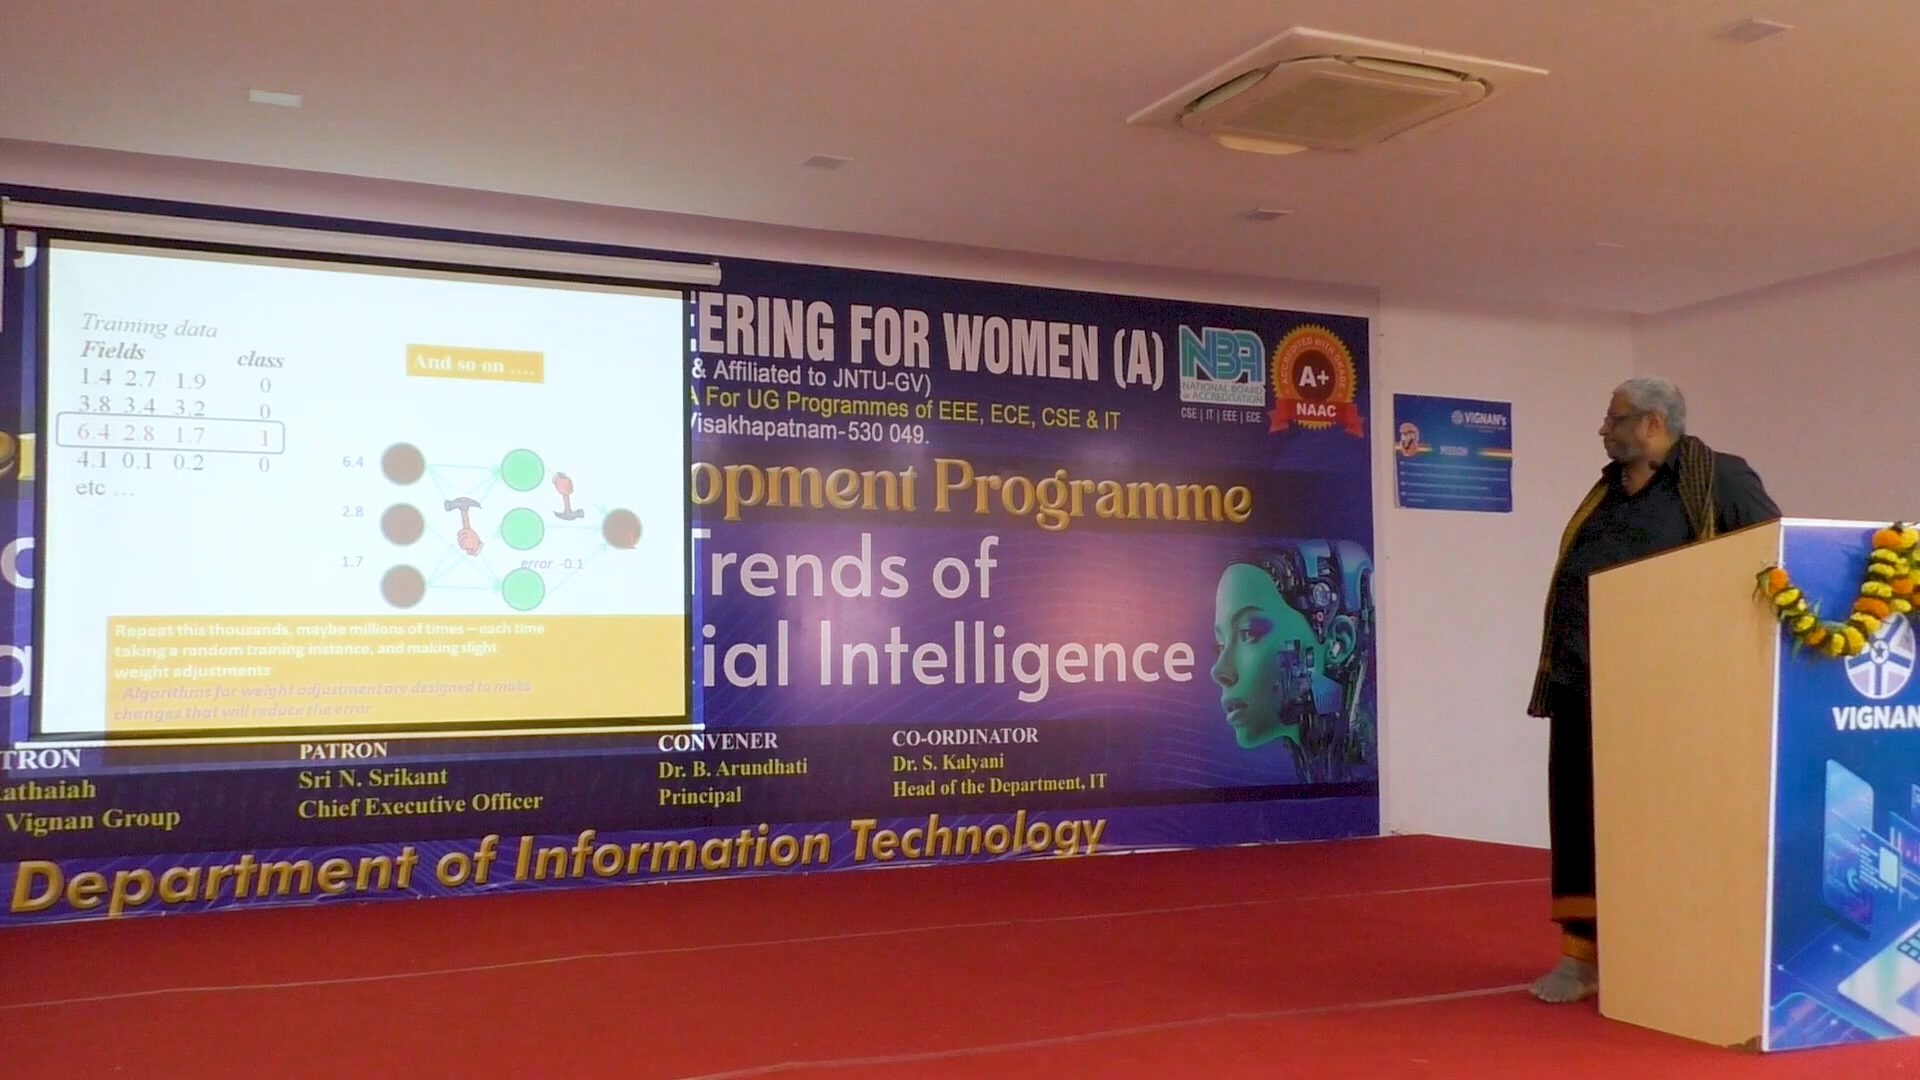 Training data
Fields class
1.4 2.7 1.9 0
3.8 3.4 3.2 0
6.4 2.8 1.7 1
4.1 0.1 0.2 0
etc …
And so on ….
6.4
2.8
1.7
error -0.1
Repeat this thousands, maybe millions of times – each time
taking a random training instance, and making slight
weight adjustments
Algorithms for weight adjustment are designed to make
changes that will reduce the error
ERING FOR WOMEN (A)
& Affiliated to JNTU-GV)
A For UG Programmes of EEE, ECE, CSE & IT
Visakhapatnam-530 049.
NBA
NATIONAL BOARD
of ACCREDITATION
CSE | IT | EEE | ECE
ACCREDITED WITH GRADE
A+
NAAC
opment Programme
Trends of
ial Intelligence
TRON
athaiah
Vignan Group
PATRON
Sri N. Srikant
Chief Executive Officer
CONVENER
Dr. B. Arundhati
Principal
CO-ORDINATOR
Dr. S. Kalyani
Head of the Department, IT
Department of Information Technology
VIGNAN's
MISSION
VIGNAN